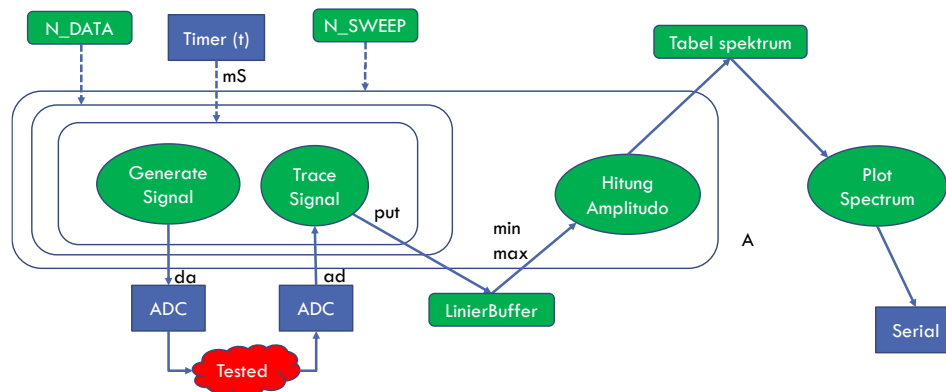 N_DATA
Timer (t)
N_SWEEP
Tabel spektrum
mS
Generate
Signal
Trace
Signal
put
min
max
Hitung
Amplitudo
Plot
Spectrum
A
da
ad
ADC
ADC
LinierBuffer
Serial
Tested